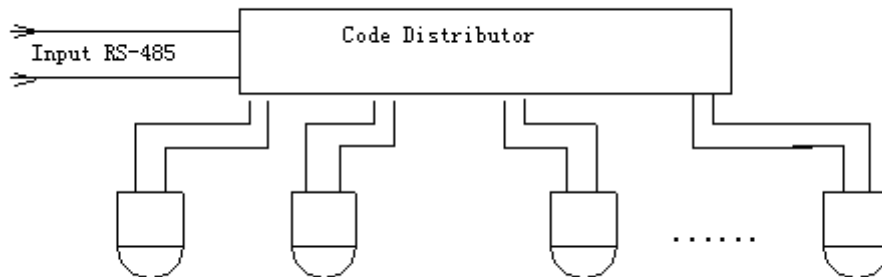 Code Distributor
Input RS-485
......